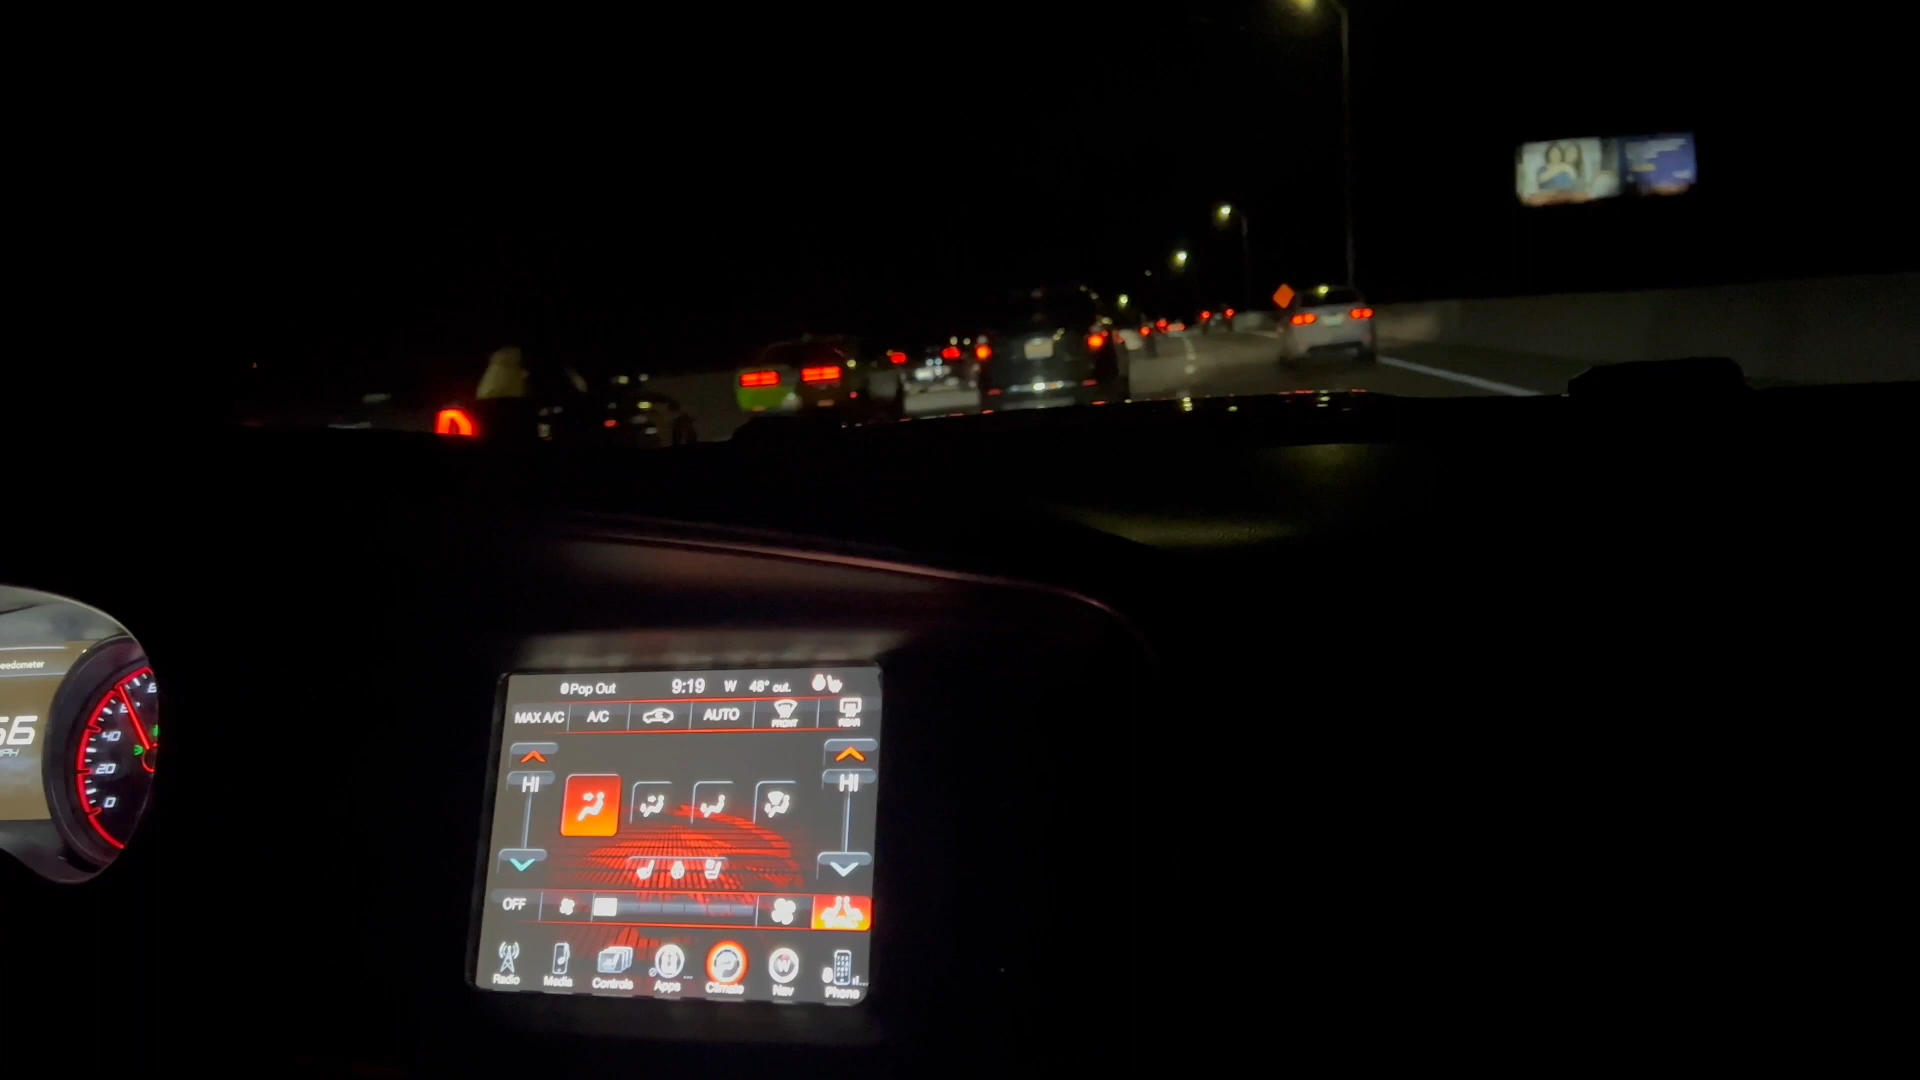 Pop Out 9:19 W 48° out.
MAX A/C A/C AUTO FRONT REAR
HI HI
OFF
Radio Media Controls Apps Climate Nav Phone
eedometer
56
MPH
40
20
0